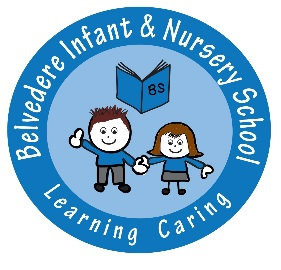 Belvedere Infant & Nursery School
BS
Learning Caring